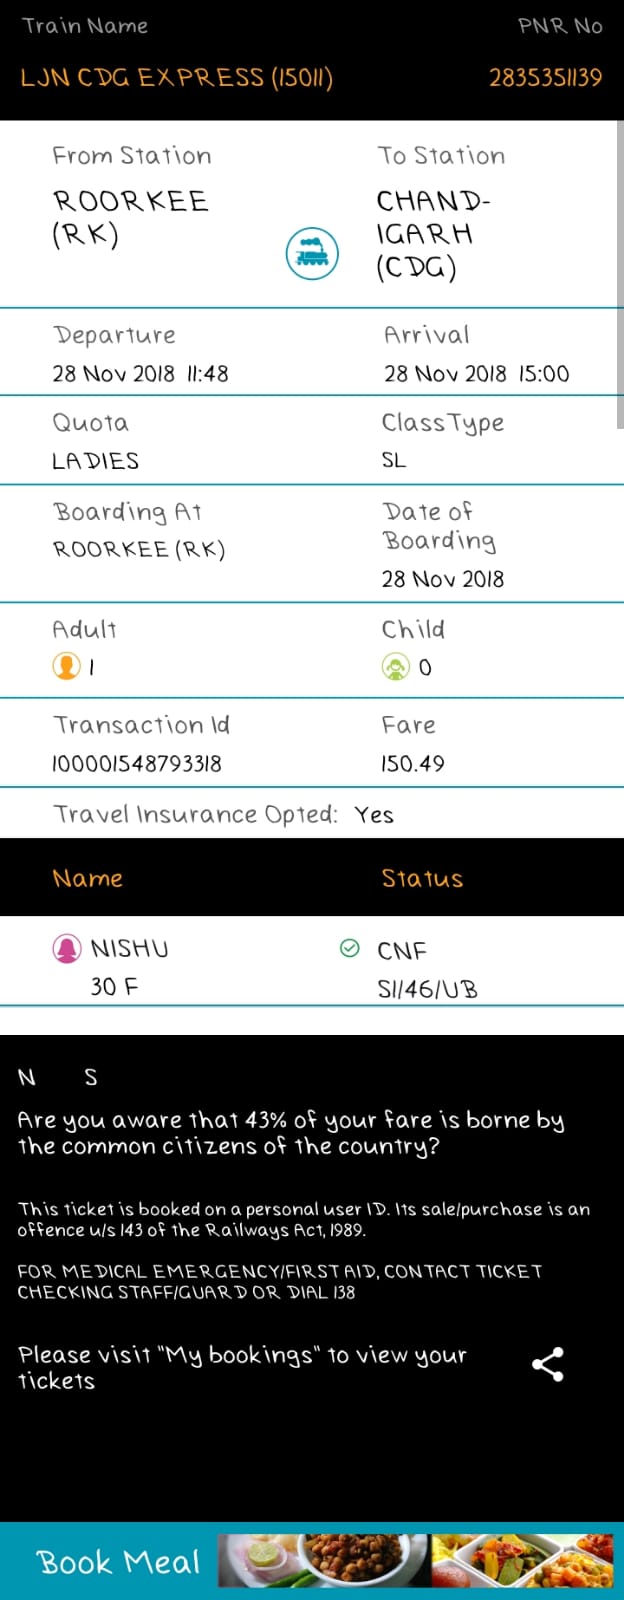 Train Name PNR No
LJN CDG EXPRESS (15011) 2835351139
From Station To Station
ROORKEE CHAND-
(RK) IGARH
(CDG)
Departure Arrival
28 Nov 2018 11:48 28 Nov 2018 15:00
Quota Class Type
LADIES SL
Boarding At Date of
Boarding
ROORKEE (RK)
28 Nov 2018
Adult Child
1 0
Transaction Id Fare
100001548793318 150.49
Travel Insurance Opted: Yes
Name Status
NISHU CNF
30 F S1/46/UB
N S
Are you aware that 43% of your fare is borne by
the common citizens of the country?
This ticket is booked on a personal user ID. Its sale/purchase is an
offence u/s 143 of the Railways Act, 1989.
FOR MEDICAL EMERGENCY/FIRST AID, CONTACT TICKET
CHECKING STAFF/GUARD OR DIAL 138
Please visit "My bookings" to view your
tickets
Book Meal